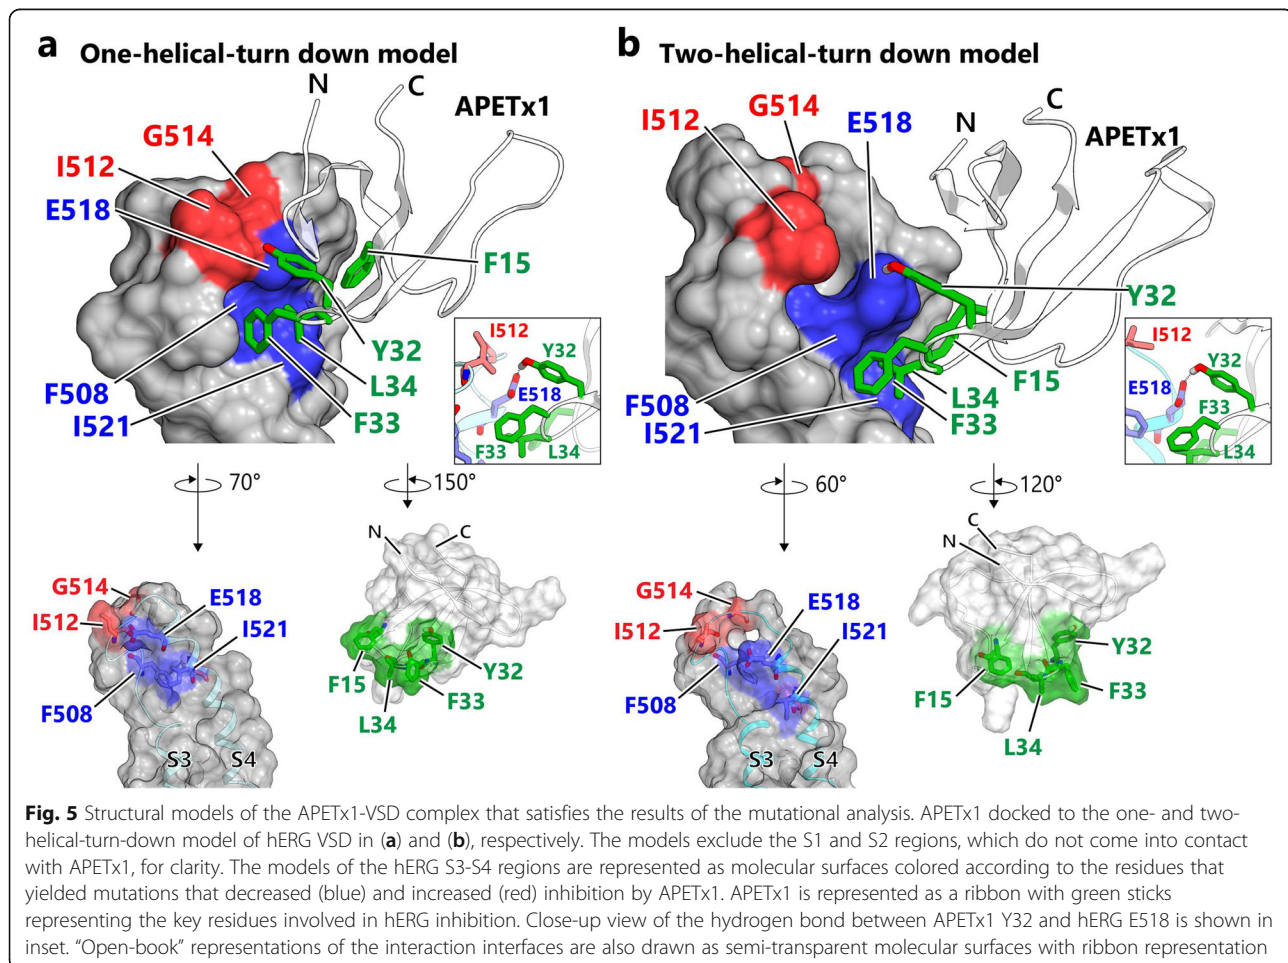 a One-helical-turn down model
N
C
APETx1
G514
I512
E518
F15
Y32
L34
F508
I521
F33
I512
Y32
E518
F33
L34
70°
150°
G514
E518
I512
I521
F508
S3
S4
N
C
F15
Y32
F33
L34
b Two-helical-turn down model
I512
G514
E518
N
C
APETx1
Y32
F15
L34
F508
F33
I521
I512
Y32
E518
F33
L34
60°
120°
G514
E518
I512
I521
F508
S3
S4
C
N
Y32
F15
F33
L34
Fig. 5 Structural models of the APETx1-VSD complex that satisfies the results of the mutational analysis. APETx1 docked to the one- and two-
helical-turn-down model of hERG VSD in (a) and (b), respectively. The models exclude the S1 and S2 regions, which do not come into contact
with APETx1, for clarity. The models of the hERG S3-S4 regions are represented as molecular surfaces colored according to the residues that
yielded mutations that decreased (blue) and increased (red) inhibition by APETx1. APETx1 is represented as a ribbon with green sticks
representing the key residues involved in hERG inhibition. Close-up view of the hydrogen bond between APETx1 Y32 and hERG E518 is shown in
inset. “Open-book” representations of the interaction interfaces are also drawn as semi-transparent molecular surfaces with ribbon representation